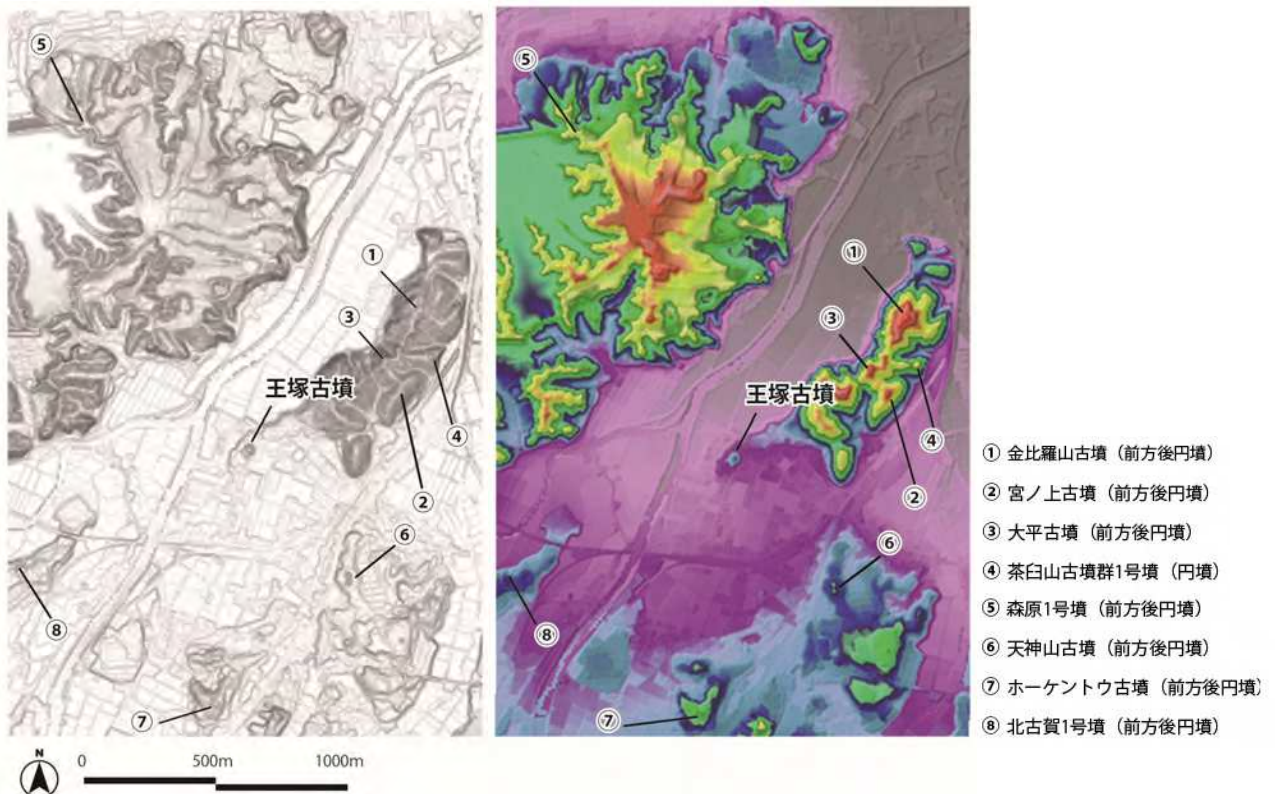 ⑤
①
③
王塚古墳
④
②
⑥
⑧
⑦
⑤
①
③
王塚古墳
④
②
⑥
⑧
⑦
① 金比羅山古墳（前方後円墳）
② 宮ノ上古墳（前方後円墳）
③ 大平古墳（前方後円墳）
④ 茶臼山古墳群1号墳（円墳）
⑤ 森原1号墳（前方後円墳）
⑥ 天神山古墳（前方後円墳）
⑦ ホーケントウ古墳（前方後円墳）
⑧ 北古賀1号墳（前方後円墳）
N
0 500m 1000m